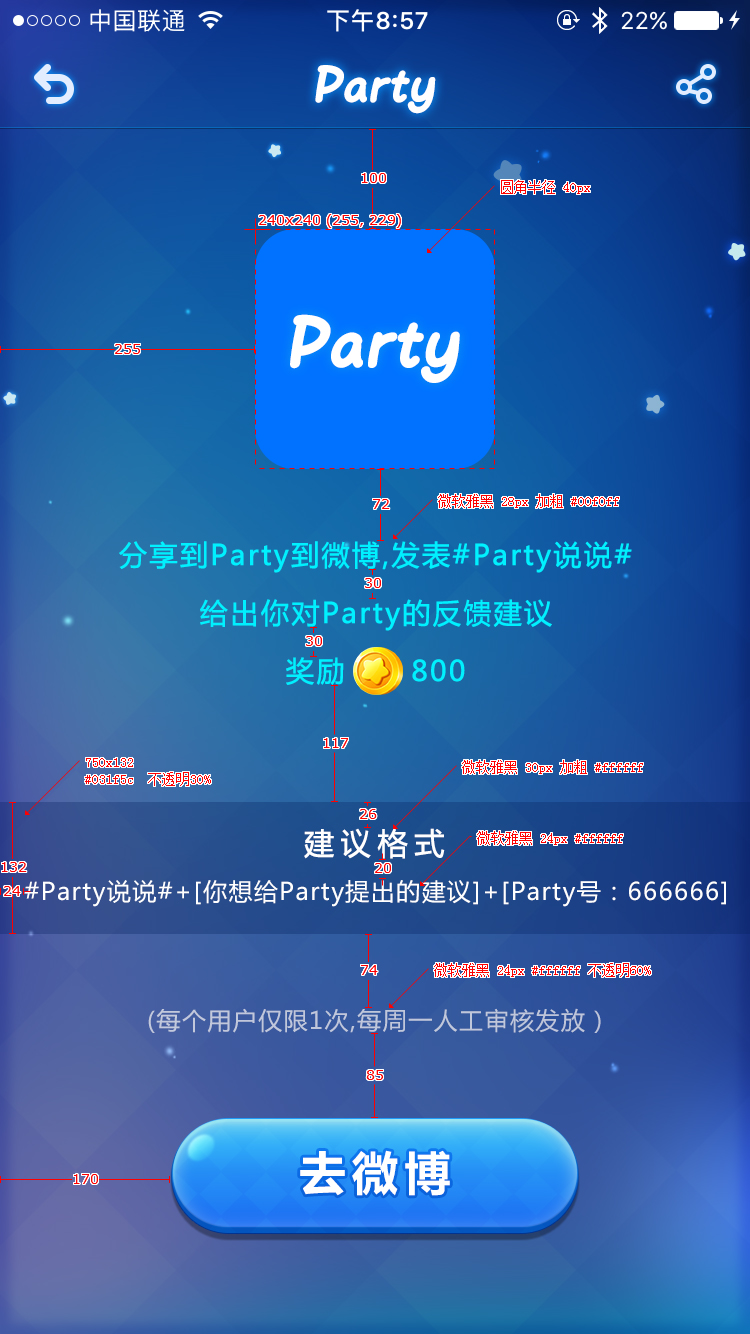 中国联通 下午8:57 22%
Party
100
圆角半径 40px
240x240 (255, 229)
Party
255
72
微软雅黑 28px 加粗 #00f0ff
分享到Party到微博,发表#Party说说#
30
给出你对Party的反馈建议
30
奖励 800
117
750x132
#031f5c 不透明30%
微软雅黑 30px 加粗 #ffffff
26
建议格式
微软雅黑 24px #ffffff
132
20
24
#Party说说#+[你想给Party提出的建议]+[Party号：666666]
74
微软雅黑 24px #ffffff 不透明60%
(每个用户仅限1次,每周一人工审核发放 )
85
去微博
170